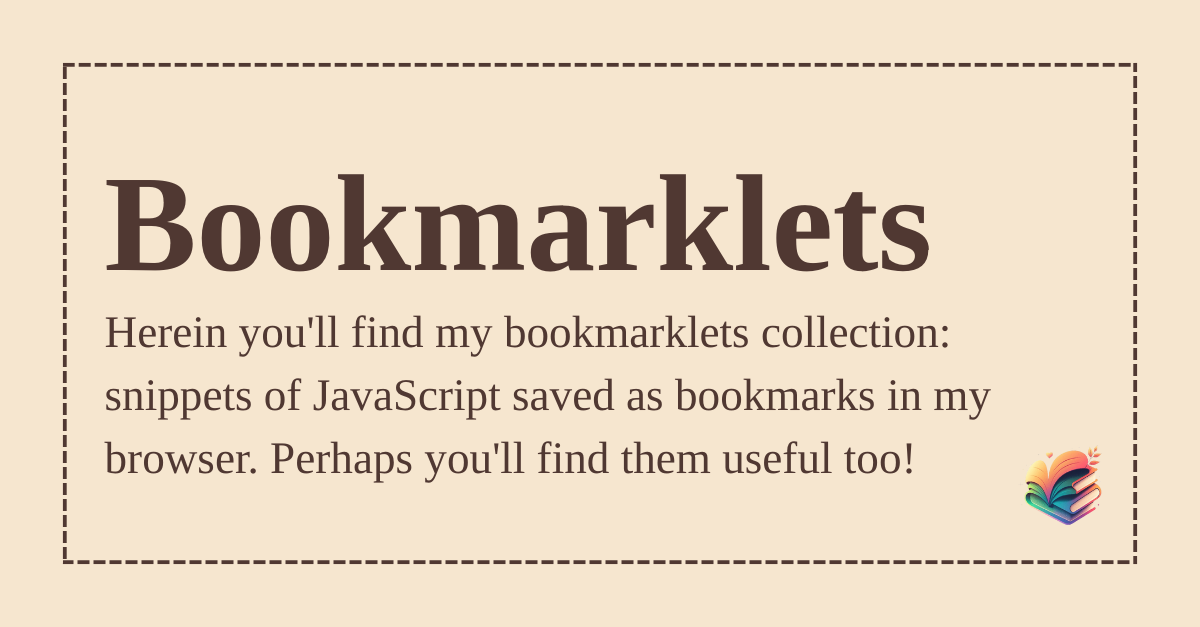 Bookmarklets
Herein you'll find my bookmarklets collection:
snippets of JavaScript saved as bookmarks in my
browser. Perhaps you'll find them useful too!